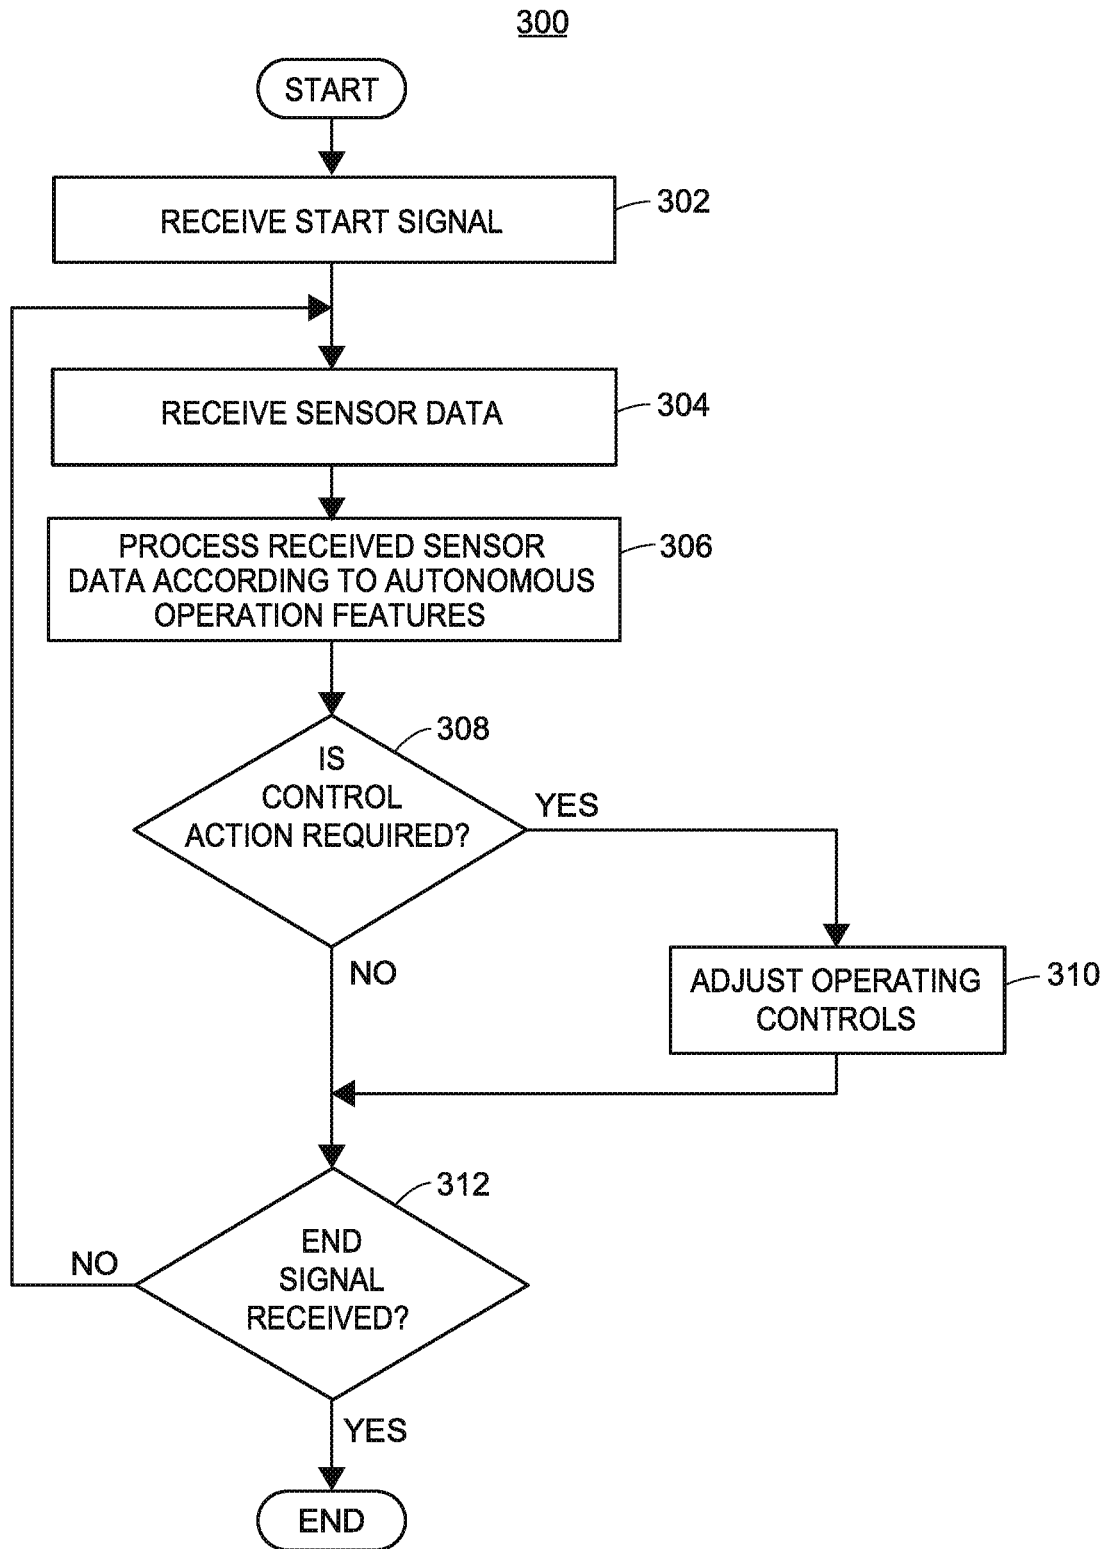 300
START
RECEIVE START SIGNAL
302
RECEIVE SENSOR DATA
304
PROCESS RECEIVED SENSOR
DATA ACCORDING TO AUTONOMOUS
OPERATION FEATURES
306
308
IS
CONTROL
ACTION REQUIRED?
YES
NO
ADJUST OPERATING
CONTROLS
310
312
END
SIGNAL
RECEIVED?
NO
YES
END